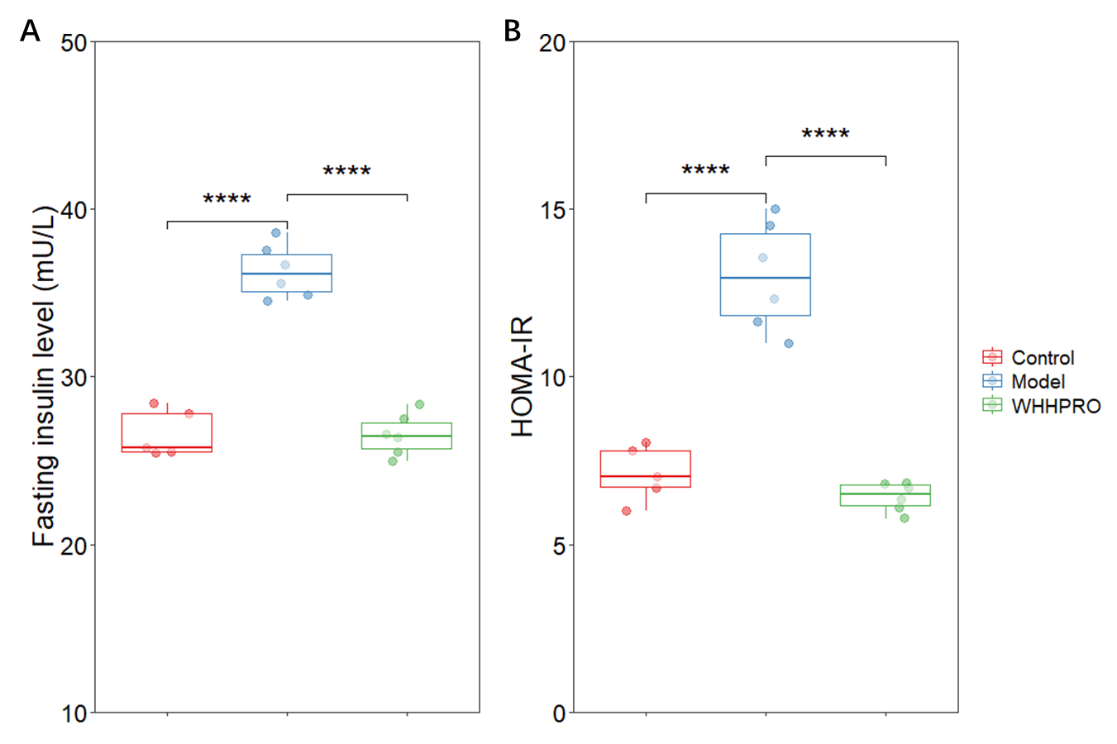 A
B
50
40
30
20
10
Fasting insulin level (mU/L)
****
****
20
15
10
5
0
HOMA-IR
****
****
Control
Model
WHHPRO